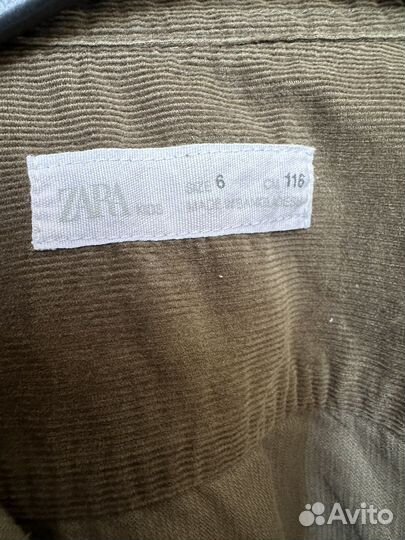 ZARA KIDS SIZE 6 CM 116
MADE IN BANGLADESH
Avito